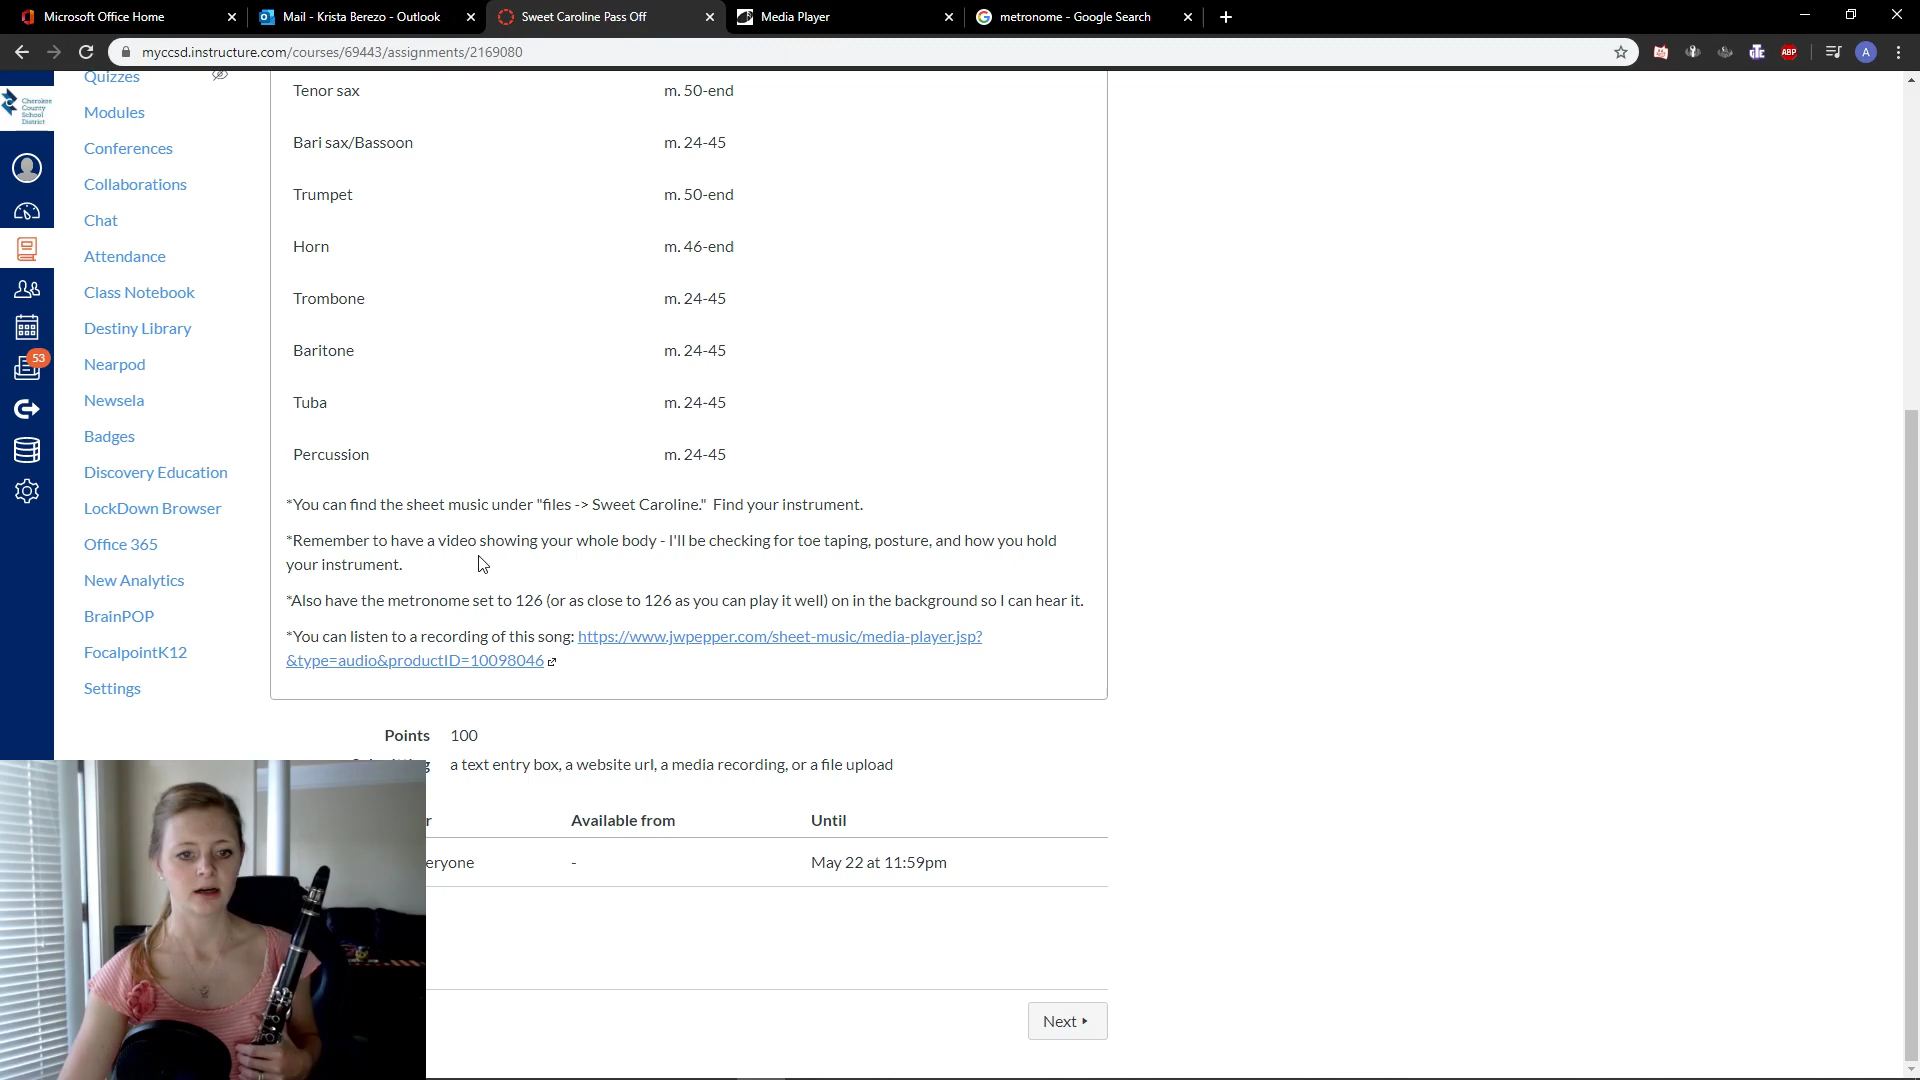 Microsoft Office Home
Mail - Krista Berezo - Outlook
Sweet Caroline Pass Off
Media Player
metronome - Google Search
myccsd.instructure.com/courses/69443/assignments/2169080
ABP
A
Cherokee
County
School
District
53
Quizzes
Modules
Conferences
Collaborations
Chat
Attendance
Class Notebook
Destiny Library
Nearpod
Newsela
Badges
Discovery Education
LockDown Browser
Office 365
New Analytics
BrainPOP
FocalpointK12
Settings
Tenor sax m. 50-end
Bari sax/Bassoon m. 24-45
Trumpet m. 50-end
Horn m. 46-end
Trombone m. 24-45
Baritone m. 24-45
Tuba m. 24-45
Percussion m. 24-45
*You can find the sheet music under "files -> Sweet Caroline."  Find your instrument.
*Remember to have a video showing your whole body - I'll be checking for toe taping, posture, and how you hold
your instrument.
*Also have the metronome set to 126 (or as close to 126 as you can play it well) on in the background so I can hear it.
*You can listen to a recording of this song: https://www.jwpepper.com/sheet-music/media-player.jsp?
&type=audio&productID=10098046
Points 100
a text entry box, a website url, a media recording, or a file upload
r Available from Until
eryone - May 22 at 11:59pm
Next